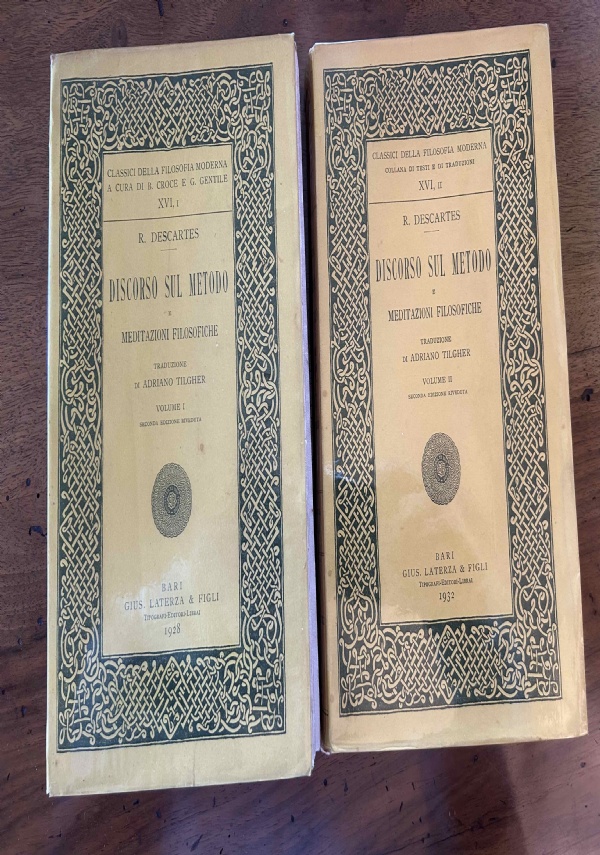 CLASSICI DELLA FILOSOFIA MODERNA
A CURA DI B. CROCE E G. GENTILE
XVI, I
R. DESCARTES
DISCORSO SUL METODO
E
MEDITAZIONI FILOSOFICHE
TRADUZIONE
DI ADRIANO TILGHER
VOLUME I
SECONDA EDIZIONE RIVEDUTA
BARI
GIUS. LATERZA & FIGLI
TIPOGRAFI-EDITORI-LIBRAI
1928
CLASSICI DELLA FILOSOFIA MODERNA
COLLANA DI TESTI E DI TRADUZIONI
XVI, II
R. DESCARTES
DISCORSO SUL METODO
E
MEDITAZIONI FILOSOFICHE
TRADUZIONE
DI ADRIANO TILGHER
VOLUME II
SECONDA EDIZIONE RIVEDUTA
BARI
GIUS. LATERZA & FIGLI
TIPOGRAFI-EDITORI-LIBRAI
1932